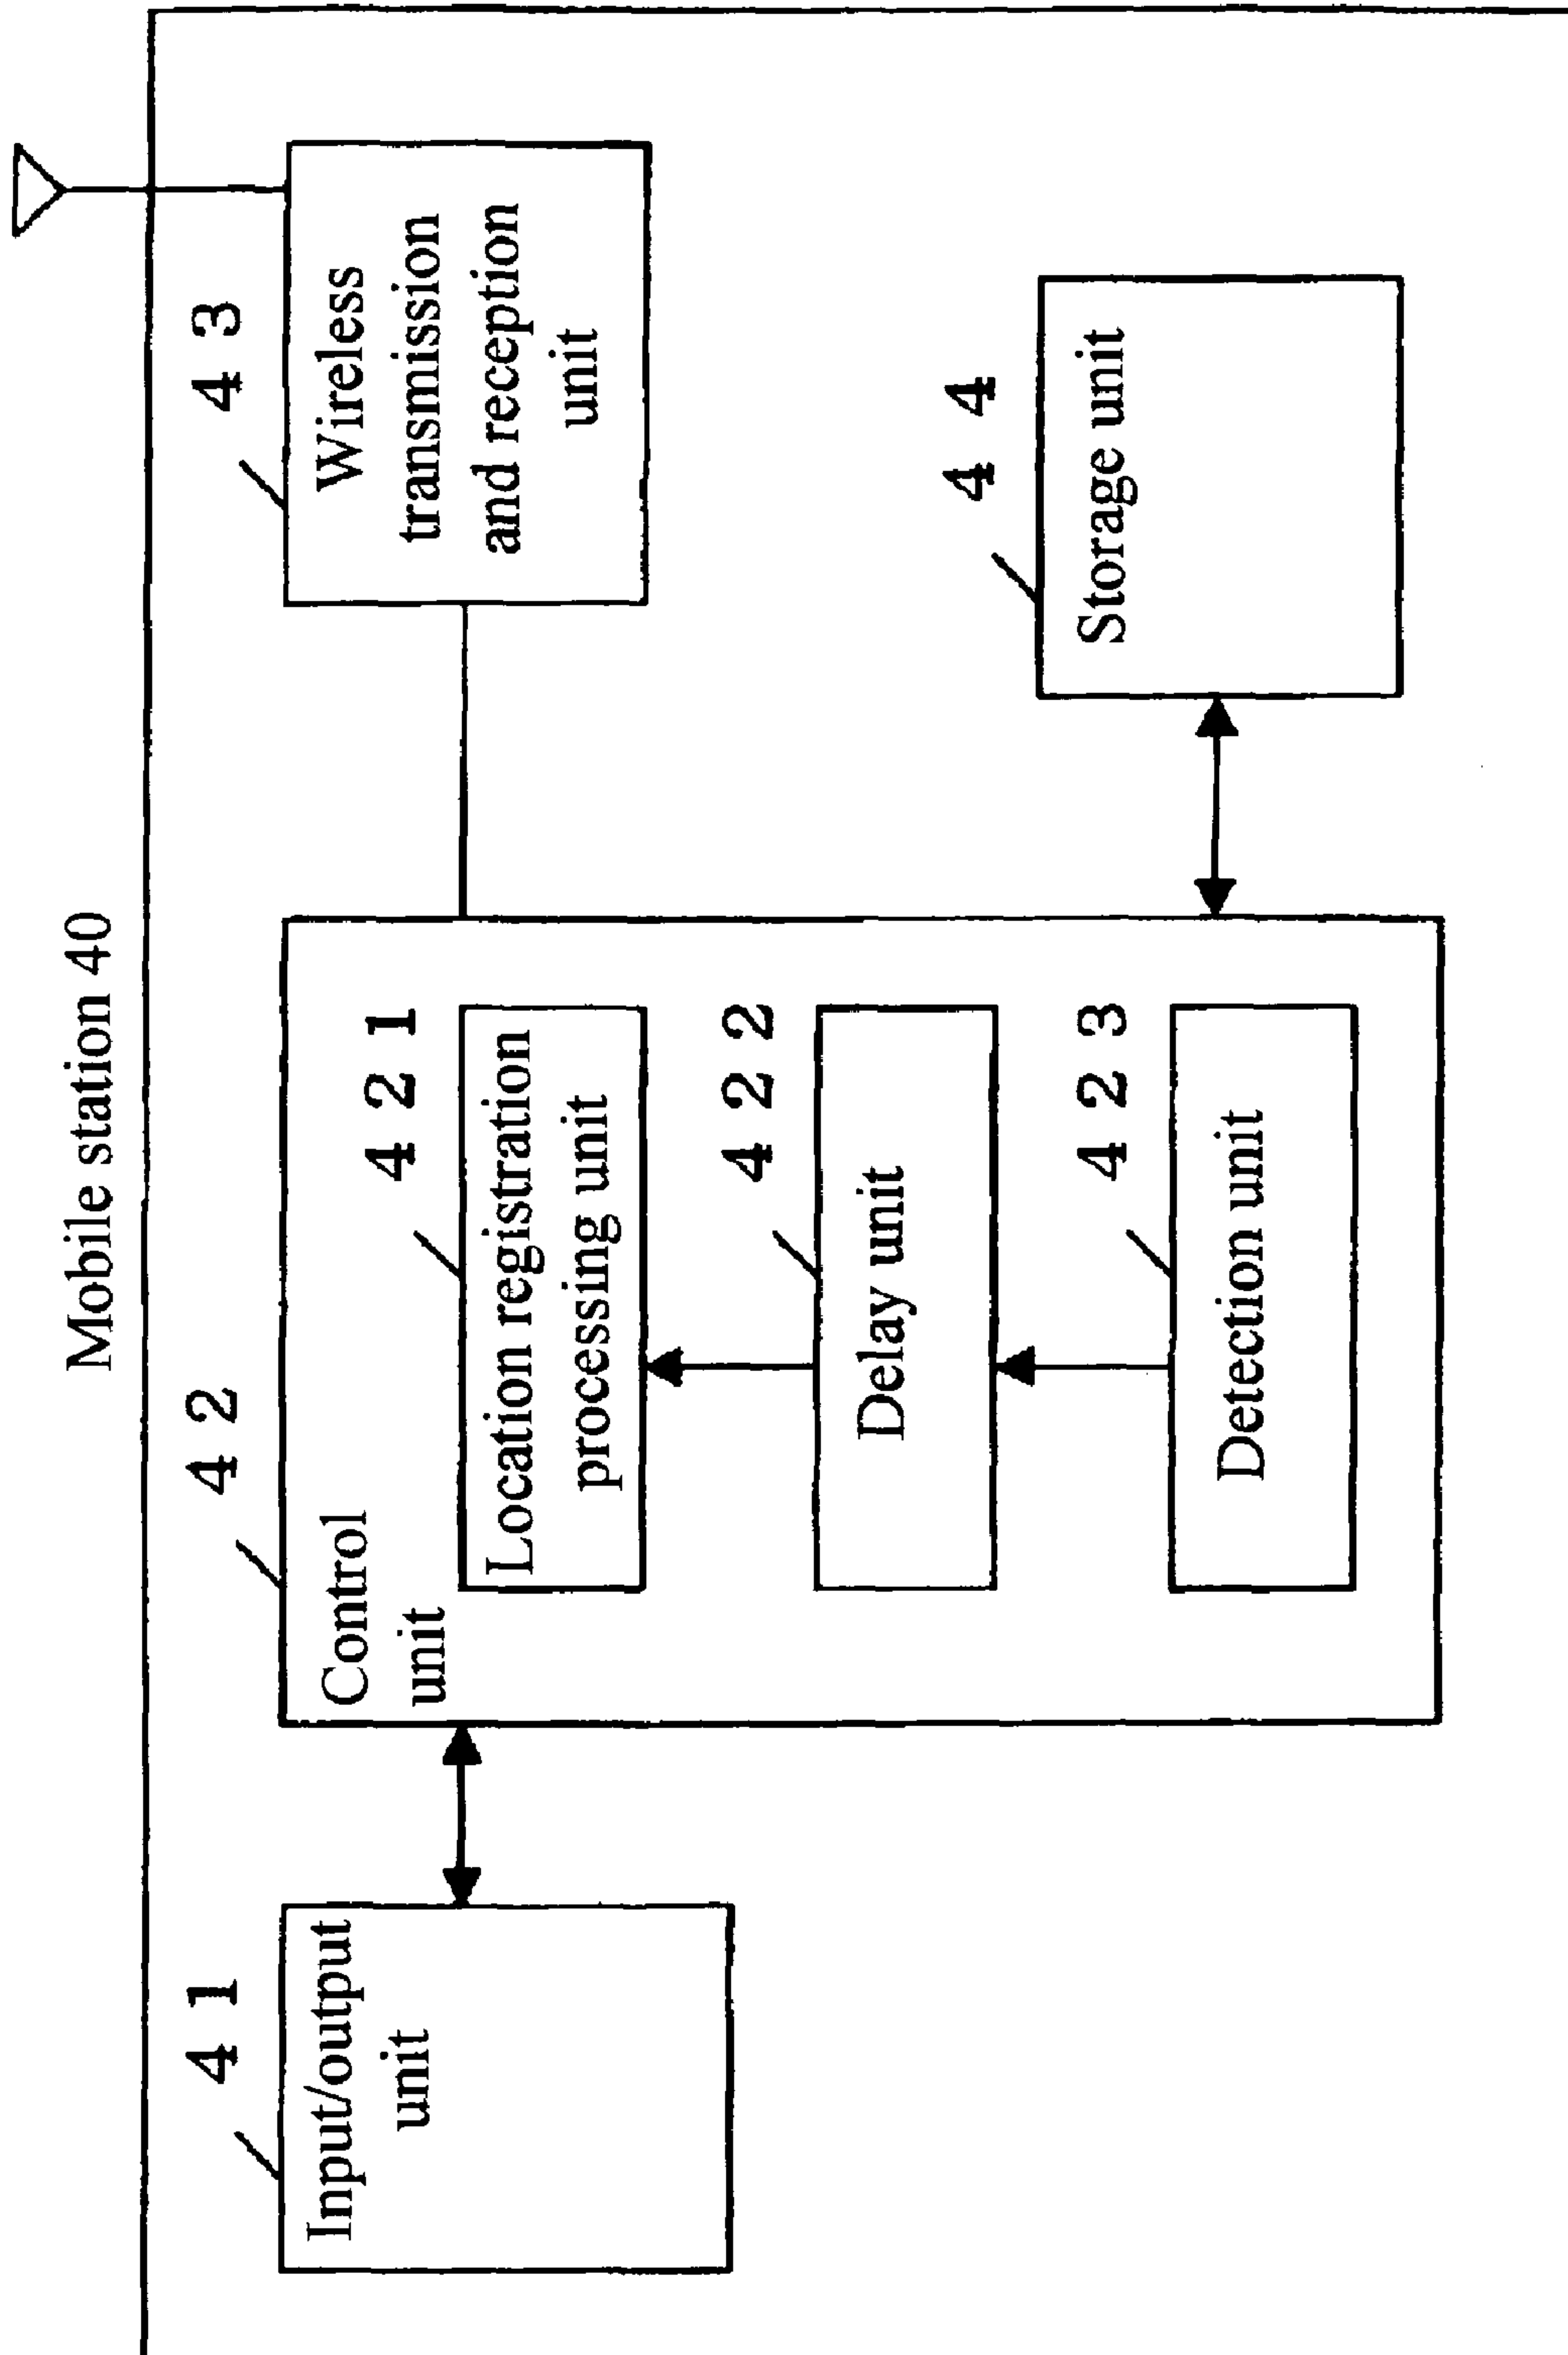 Mobile station 40
4 1
Input/output
unit
4 2
Control
unit
4 2 1
Location registration
processing unit
4 2 2
Delay unit
4 2 3
Detection unit
4 3
Wireless
transmission
and reception
unit
4 4
Storage unit